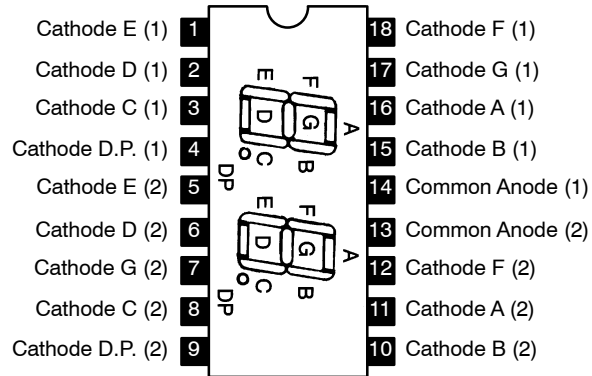 Cathode E (1) 1 18 Cathode F (1)
Cathode D (1) 2 17 Cathode G (1)
Cathode C (1) 3 16 Cathode A (1)
Cathode D.P. (1) 4 15 Cathode B (1)
Cathode E (2) 5 14 Common Anode (1)
Cathode D (2) 6 13 Common Anode (2)
Cathode G (2) 7 12 Cathode F (2)
Cathode C (2) 8 11 Cathode A (2)
Cathode D.P. (2) 9 10 Cathode B (2)
E F
D G A
C B
DP
E F
D G A
C B
DP